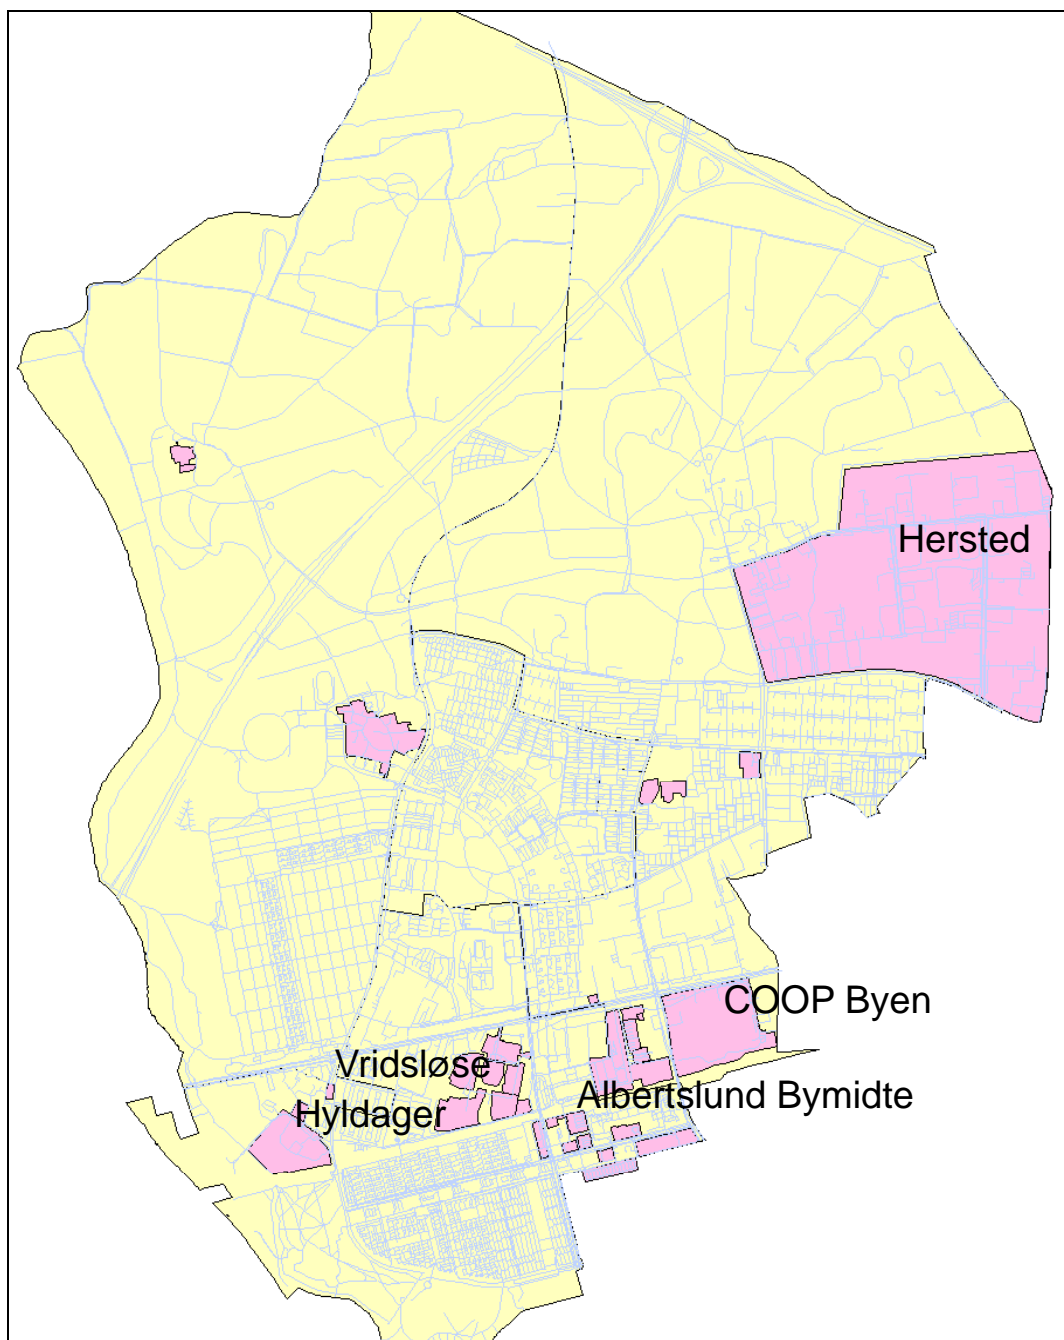 Hersted
COOP Byen
Vridsløse
Albertslund Bymidte
Hyldager